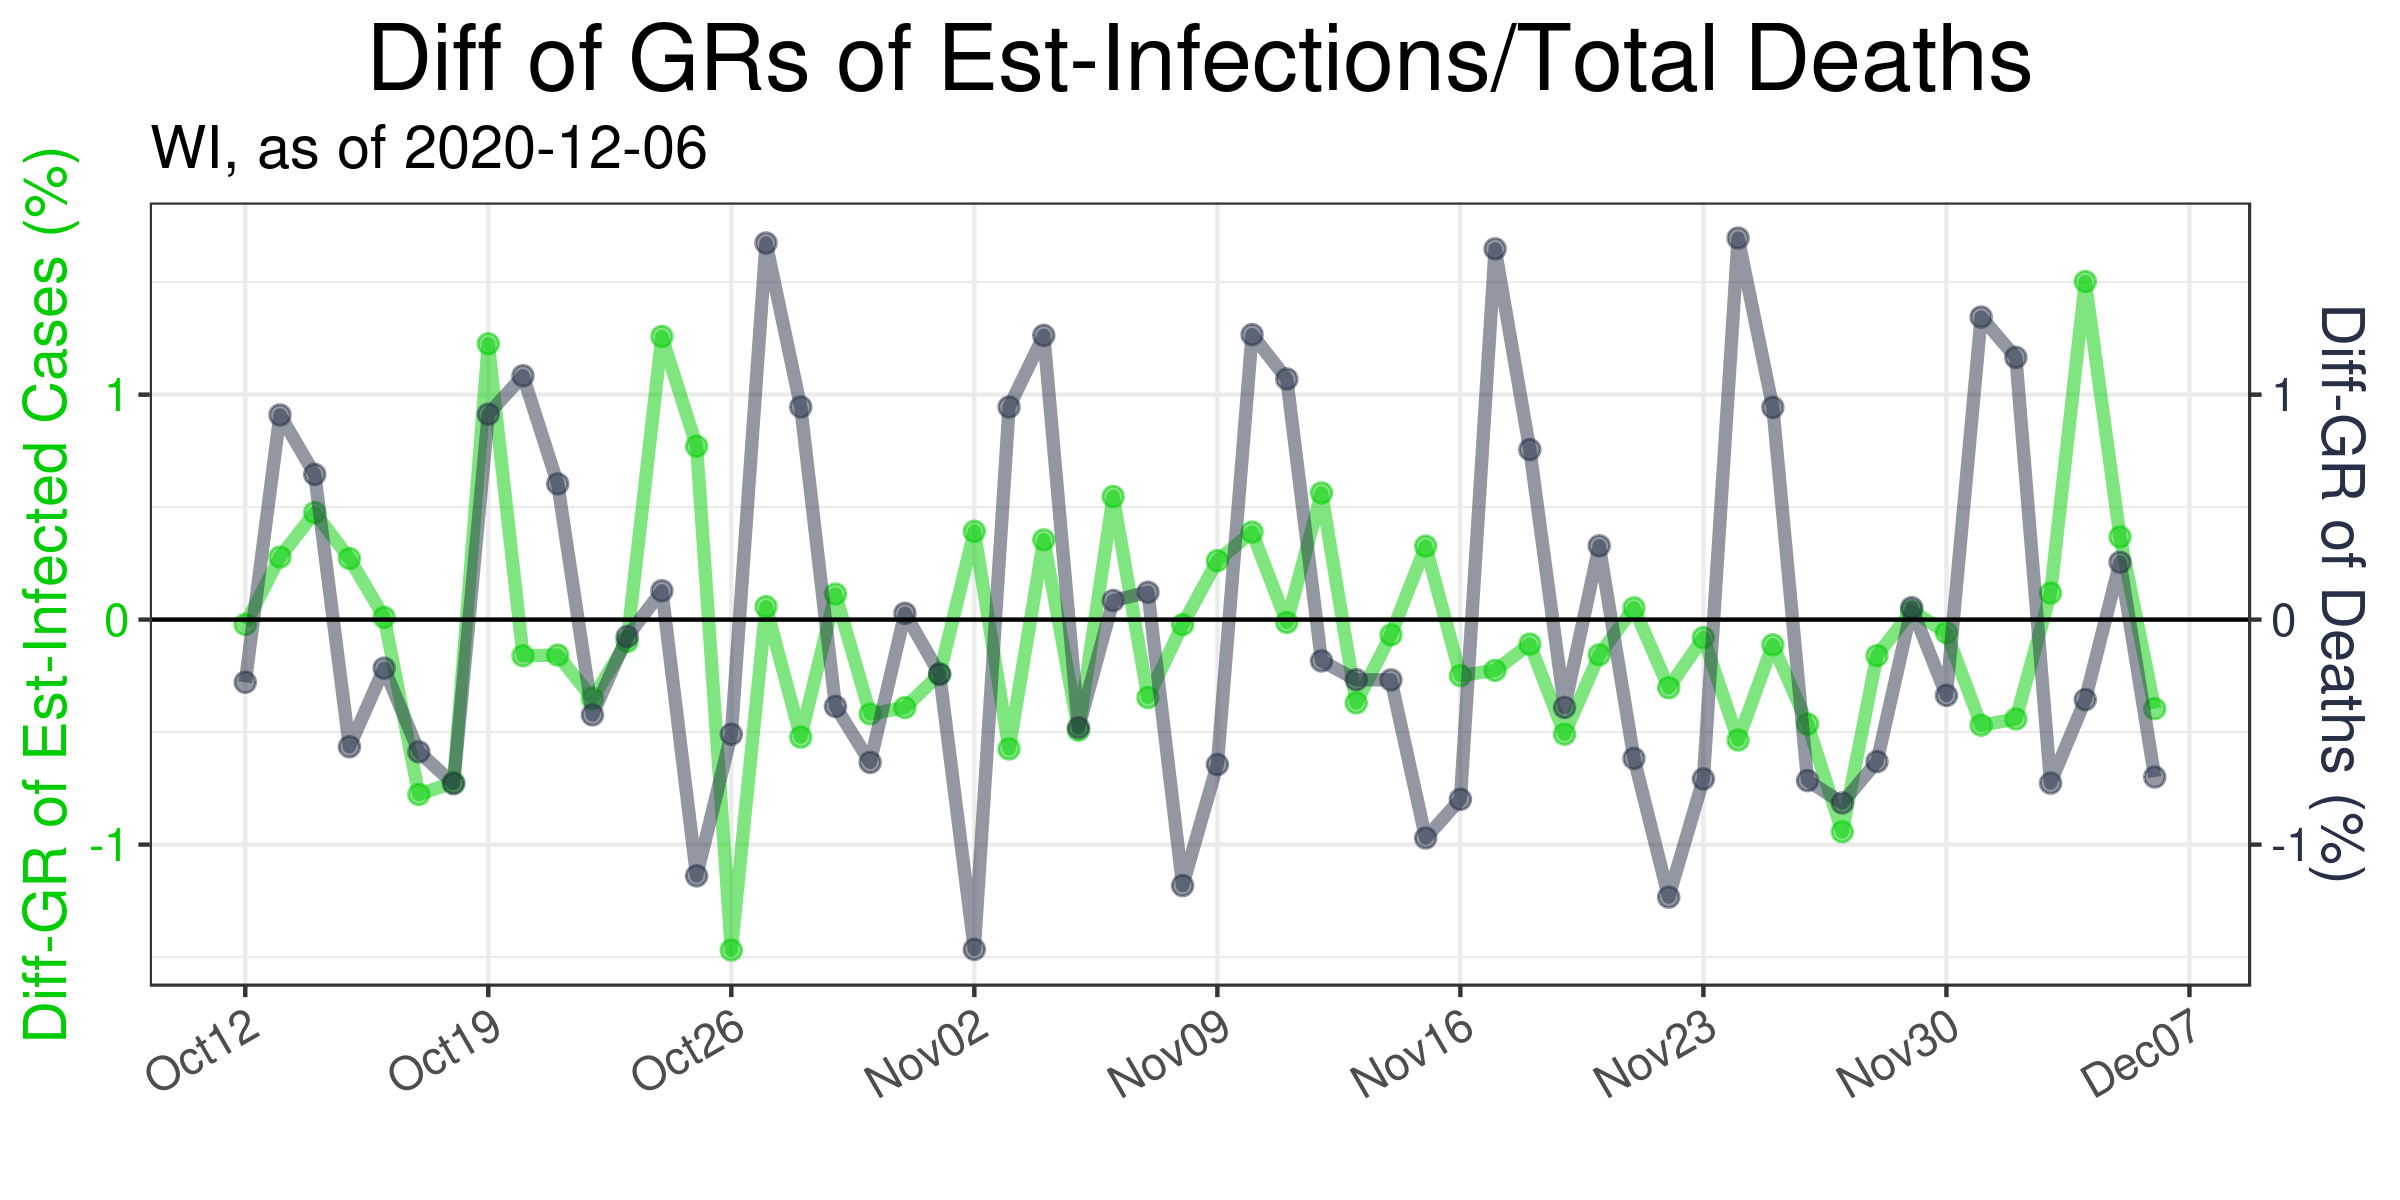 Diff of GRs of Est-Infections/Total Deaths
WI, as of 2020-12-06
Diff-GR of Est-Infected Cases (%)
1
0
-1
1
0
-1
Diff-GR of Deaths (%)
Oct12
Oct19
Oct26
Nov02
Nov09
Nov16
Nov23
Nov30
Dec07